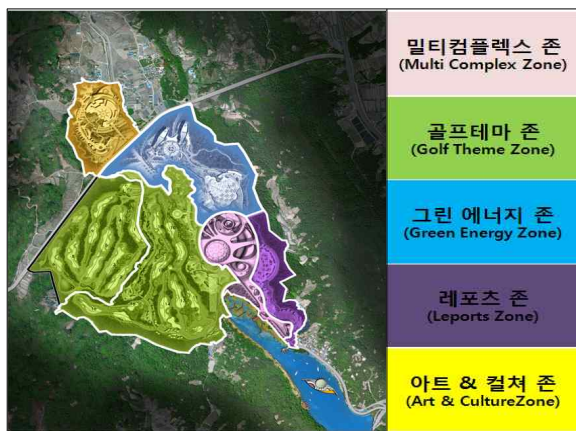 밀티컴플렉스 존
(Multi Complex Zone)
골프테마 존
(Golf Theme Zone)
그린 에너지 존
(Green Energy Zone)
레포츠 존
(Leports Zone)
아트 & 컬쳐 존
(Art & CultureZone)